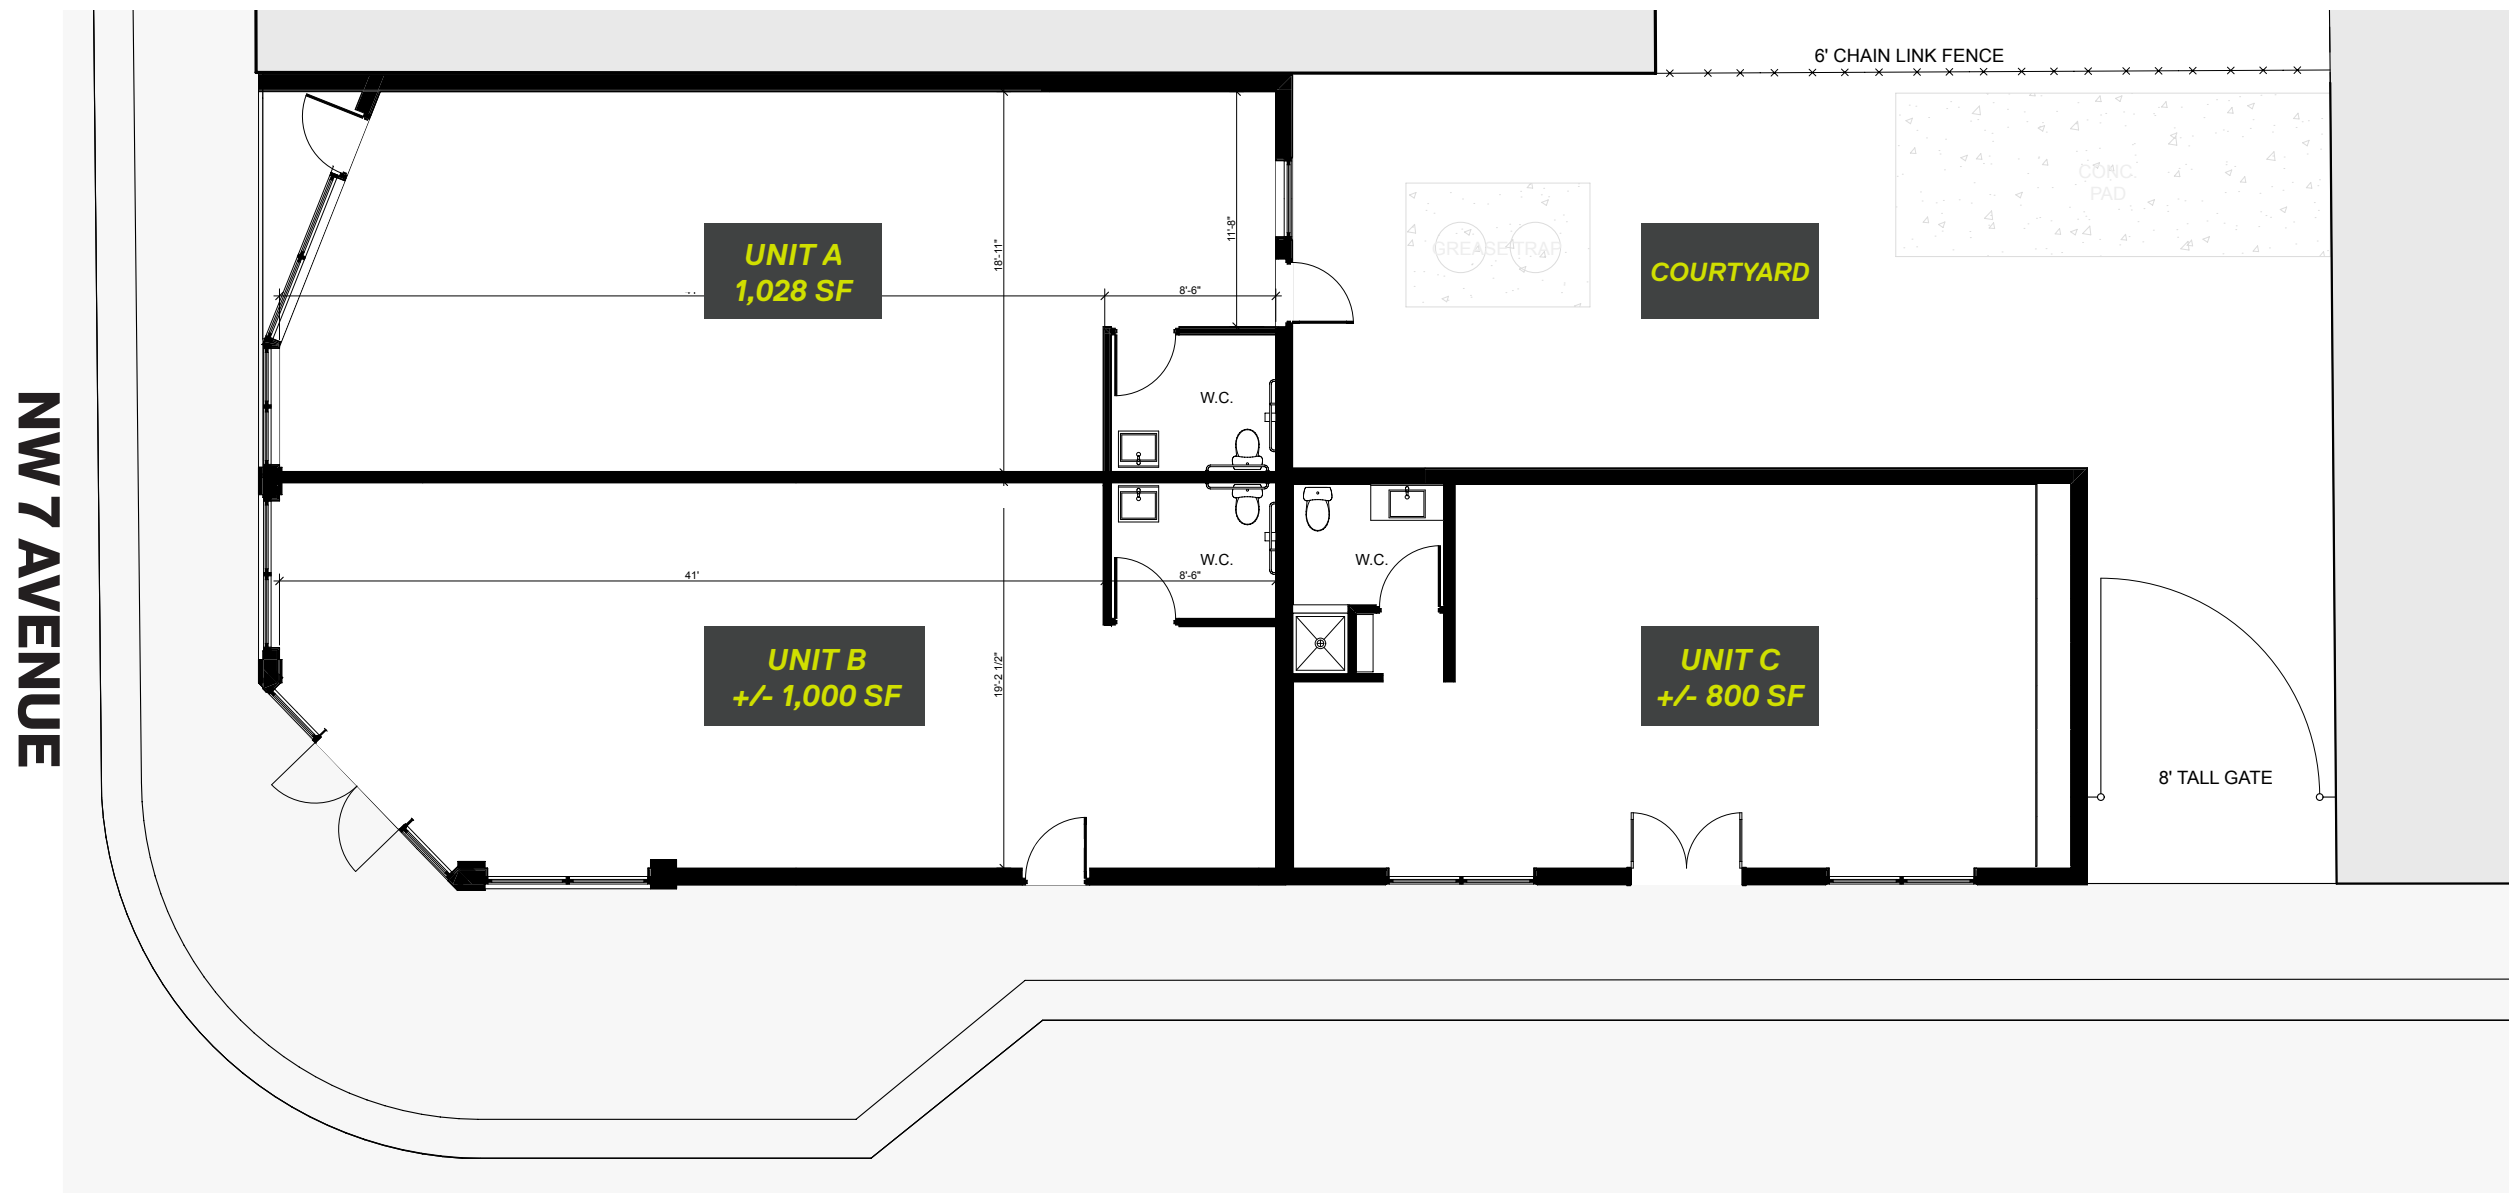 6' CHAIN LINK FENCE
CONC.
PAD
GREASE TRAP
UNIT A
1,028 SF
COURTYARD
18'-11"
11'-8"
8'-6"
W.C.
NW 7 AVENUE
W.C.
W.C.
41'
8'-6"
19'-2 1/2"
UNIT B
+/- 1,000 SF
UNIT C
+/- 800 SF
8' TALL GATE